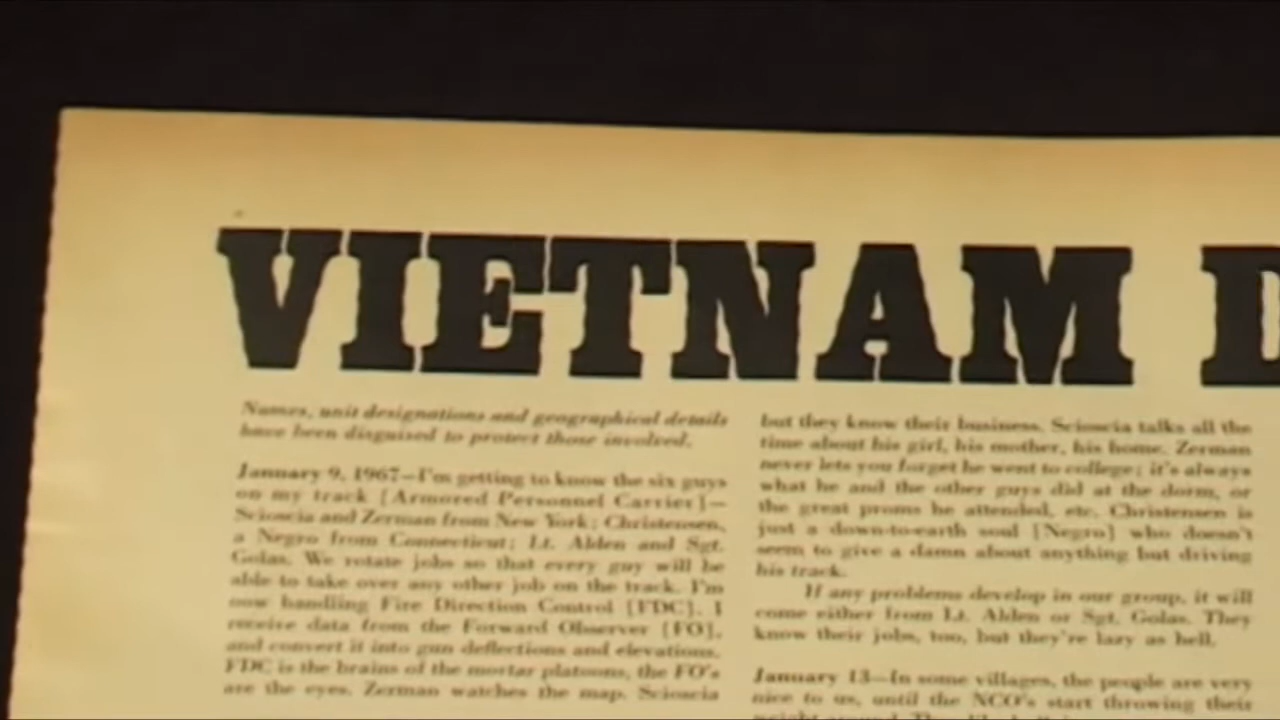 VIETNAM D
Names, unit designations and geographical details
have been disguised to protect those involved.
January 9, 1967—I'm getting to know the six guys
on my track [Armored Personnel Carrier]—
Scioscia and Zerman from New York; Christensen,
a Negro from Connecticut; Lt. Alden and Sgt.
Golas. We rotate jobs so that every guy will be
able to take over any other job on the track. I'm
now handling Fire Direction Control [FDC]. I
receive data from the Forward Observer [FO],
and convert it into gun deflections and elevations.
FDC is the brains of the mortar platoons, the FO's
are the eyes. Zerman watches the map. Scioscia
but they know their business. Scioscia talks all the
time about his girl, his mother, his home. Zerman
never lets you forget he went to college; it's always
what he and the other guys did at the dorm, or
the great proms he attended, etc. Christensen is
just a down-to-earth soul [Negro] who doesn't
seem to give a damn about anything but driving
his track.
If any problems develop in our group, it will
come either from Lt. Alden or Sgt. Golas. They
know their jobs, too, but they're lazy as hell.
January 13—In some villages, the people are very
nice to us, until the NCO's start throwing their